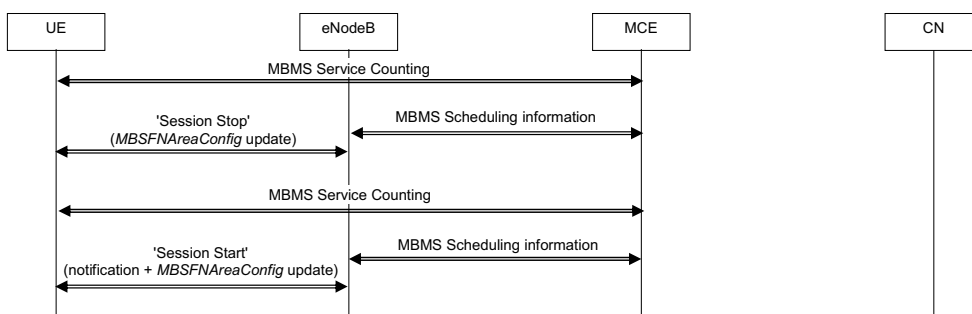 UE
eNodeB
MCE
CN
MBMS Service Counting
'Session Stop'
(MBSFNAreaConfig update)
MBMS Scheduling information
MBMS Service Counting
'Session Start'
(notification + MBSFNAreaConfig update)
MBMS Scheduling information